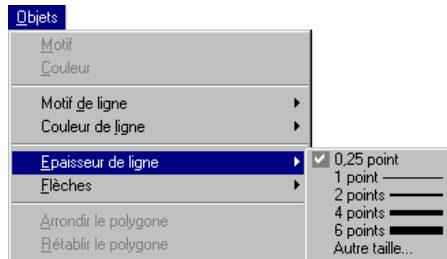 Objets
Motif
Couleur
Motif de ligne
Couleur de ligne
Epaisseur de ligne
Flèches
Arrondir le polygone
Rétablir le polygone
0,25 point
1 point
2 points
4 points
6 points
Autre taille...